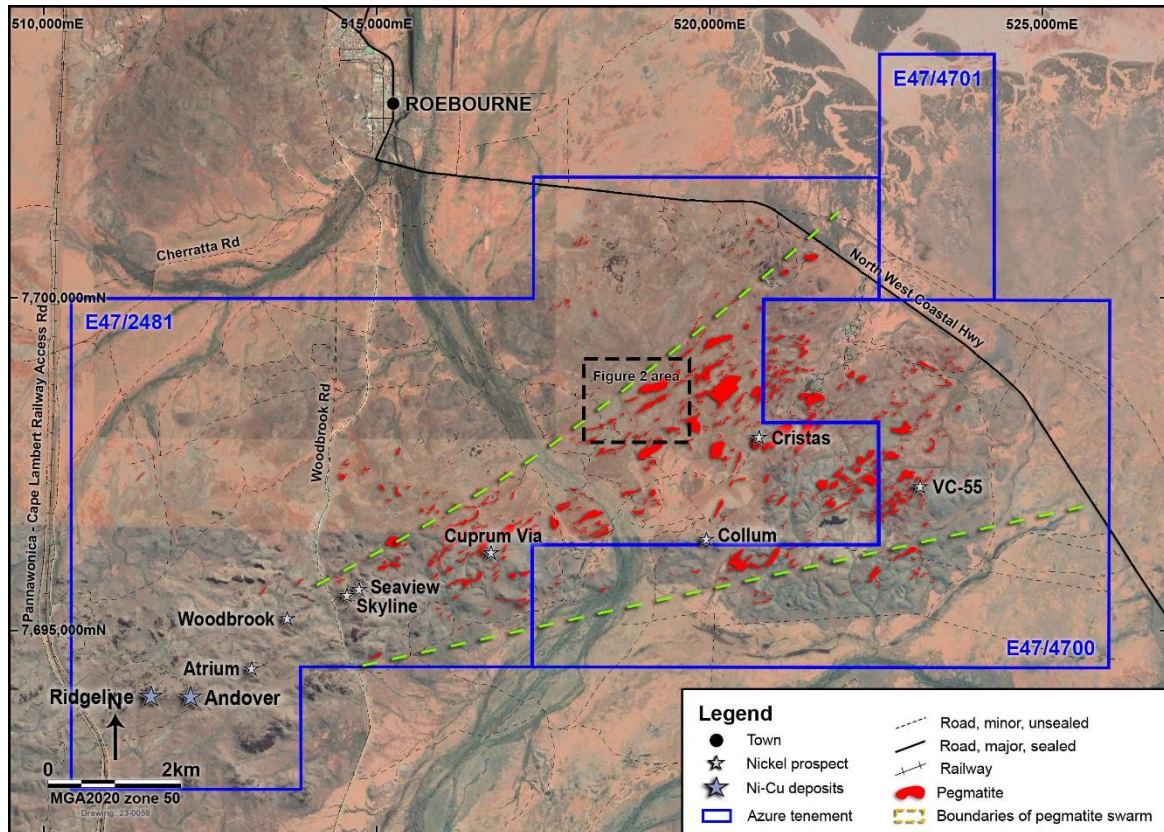 510,000mE
515,000mE
520,000mE
525,000mE
E47/4701
ROEBOURNE
Cherratta Rd
North West Coastal Hwy
7,700,000mN
E47/2481
Figure 2 area
Pannawonica - Cape Lambert Railway Access Rd
Woodbrook Rd
Cristas
VC-55
Cuprum Via
Collum
Seaview
Skyline
Woodbrook
7,695,000mN
E47/4700
Atrium
Ridgeline
Andover
N
0 2km
MGA2020 zone 50
Drawing: 23-0059
Legend
Town
Nickel prospect
Ni-Cu deposits
Azure tenement
Road, minor, unsealed
Road, major, sealed
Railway
Pegmatite
Boundaries of pegmatite swarm